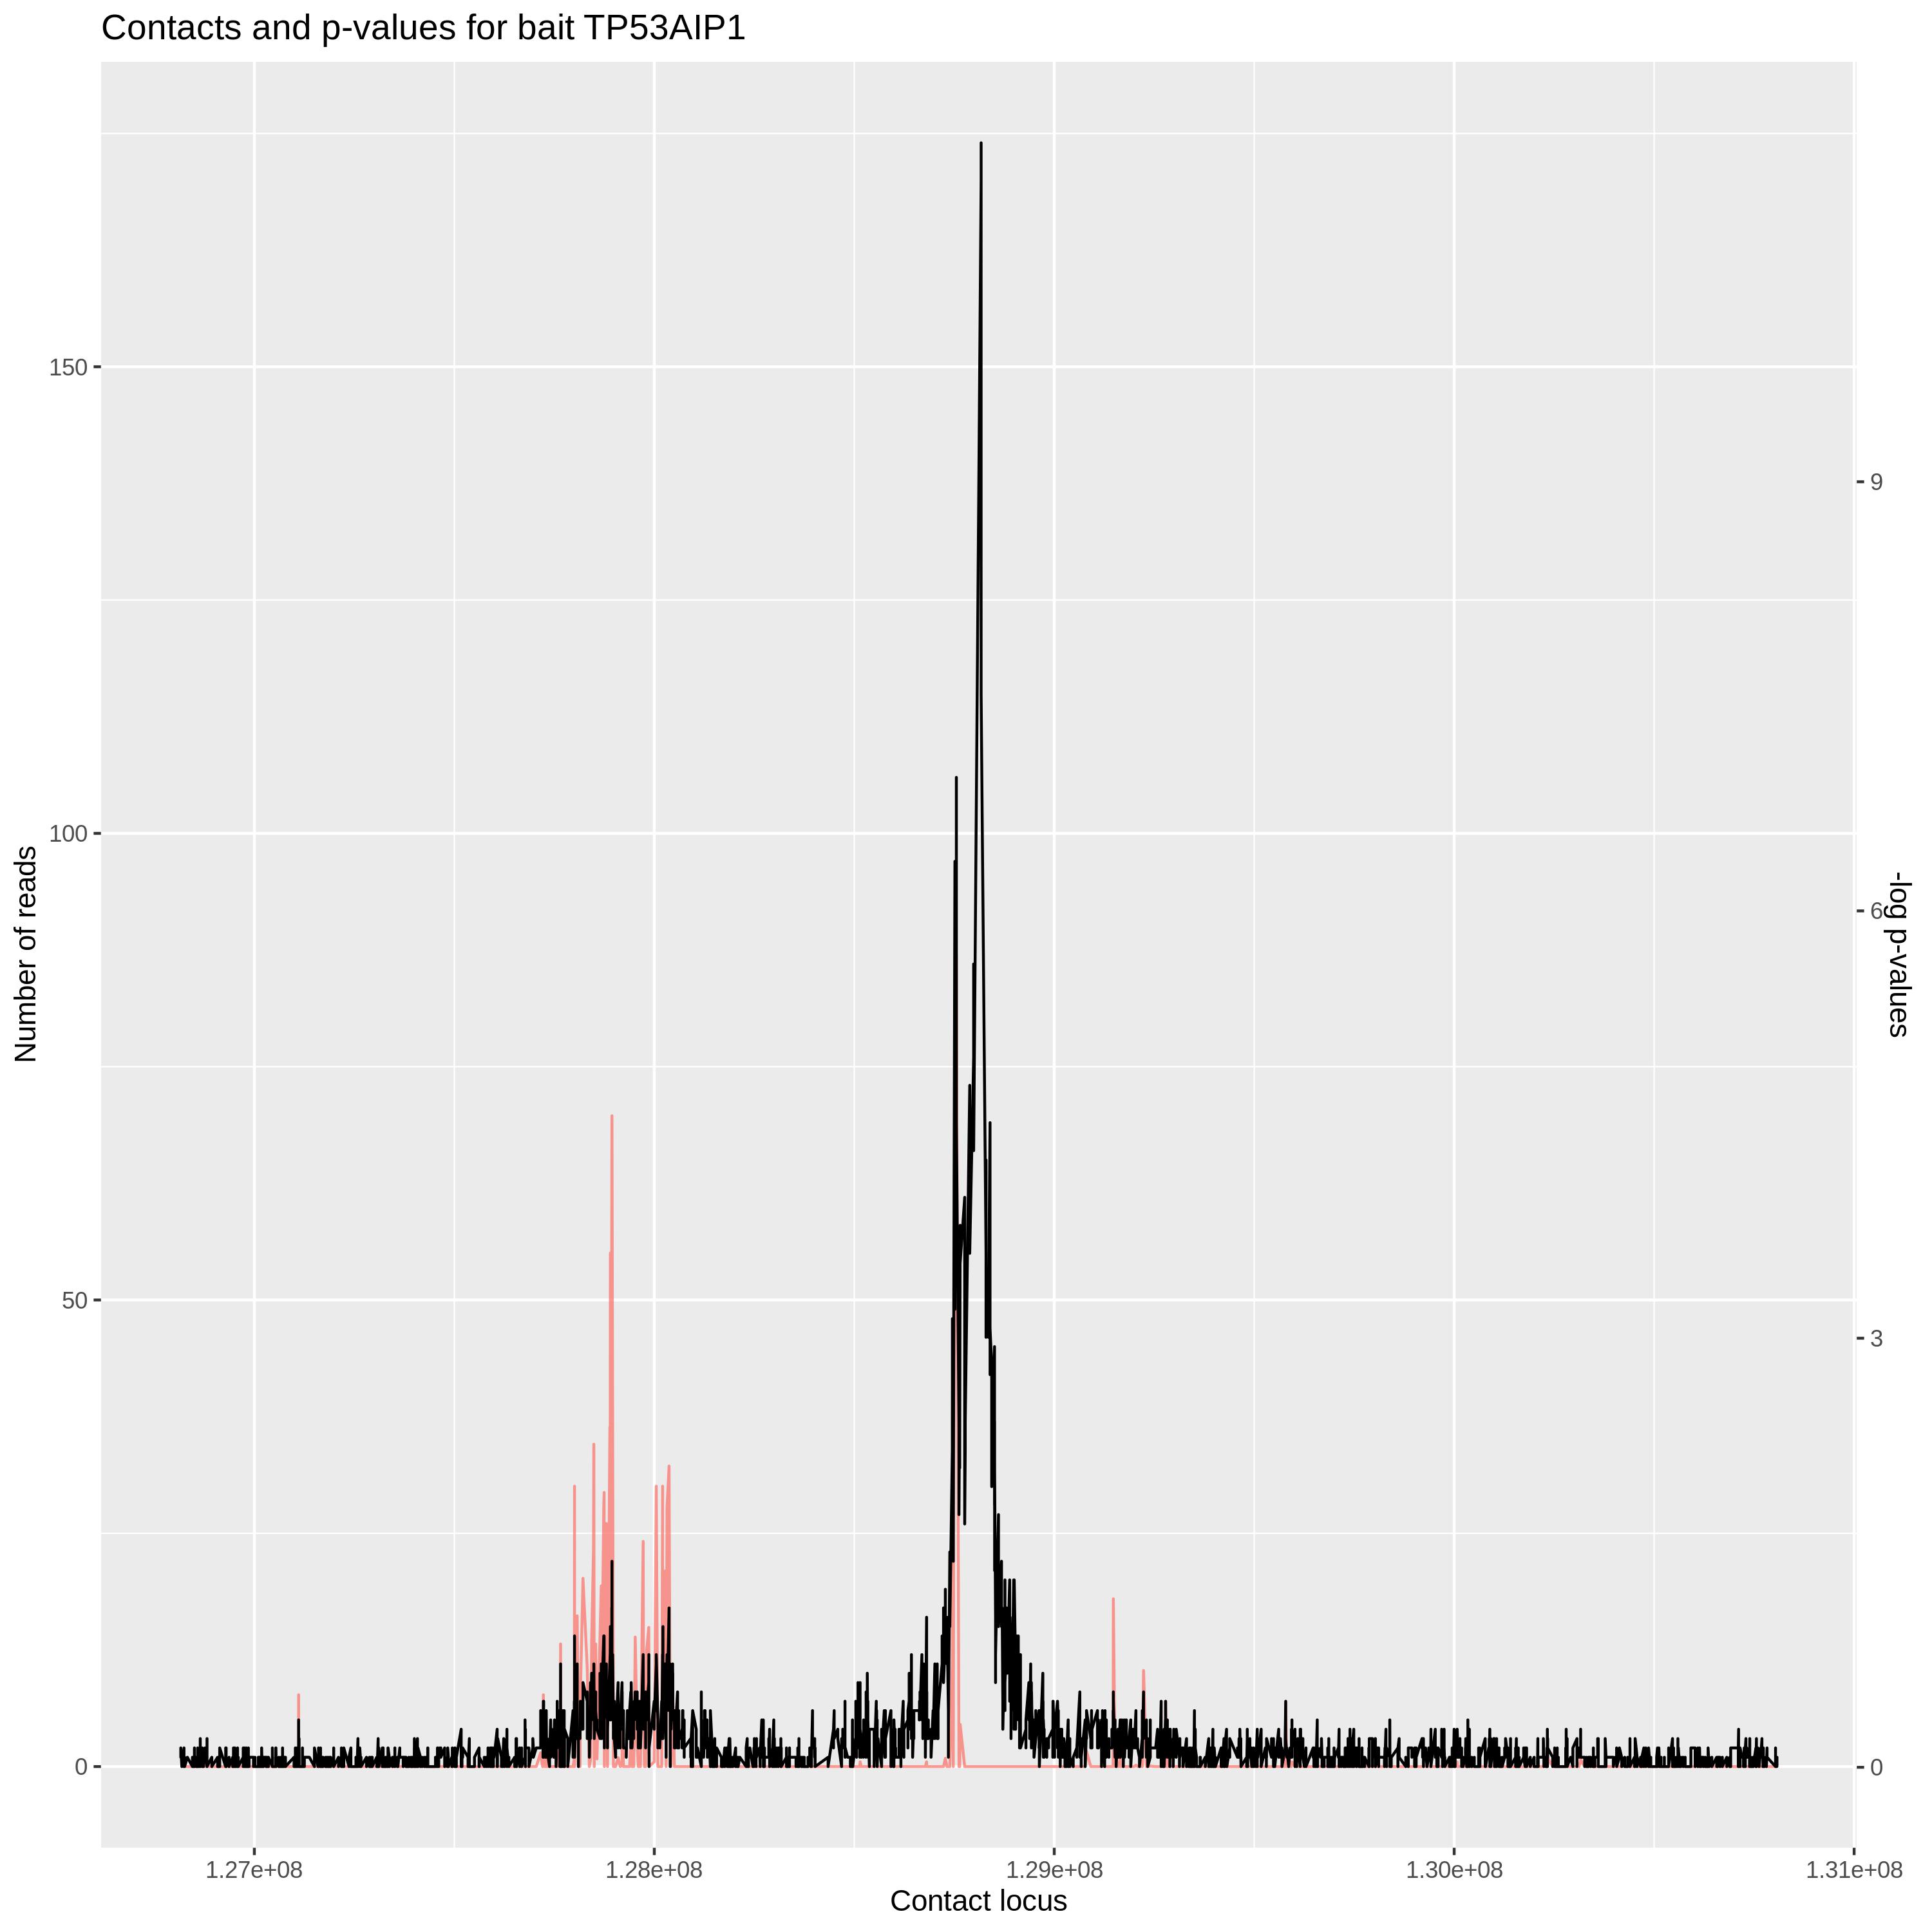 Contacts and p-values for bait TP53AIP1
150
100
50
0
Number of reads
9
6
3
0
-log p-values
1.27e+08
1.28e+08
1.29e+08
1.30e+08
1.31e+08
Contact locus